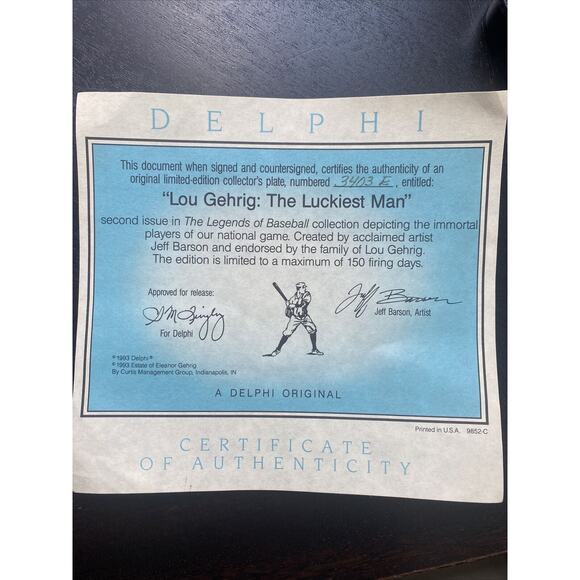 DELPHI
This document when signed and countersigned, certifies the authenticity of an
original limited-edition collector's plate, numbered 3403 E, entitled:
"Lou Gehrig: The Luckiest Man"
second issue in The Legends of Baseball collection depicting the immortal
players of our national game. Created by acclaimed artist
Jeff Barson and endorsed by the family of Lou Gehrig.
The edition is limited to a maximum of 150 firing days.
Approved for release:
For Delphi
Jeff Barson
Jeff Barson, Artist
©1993 Delphi®
©1993 Estate of Eleanor Gehrig
By Curtis Management Group, Indianapolis, IN
A DELPHI ORIGINAL
Printed in U.S.A. 9852-C
CERTIFICATE
OF AUTHENTICITY